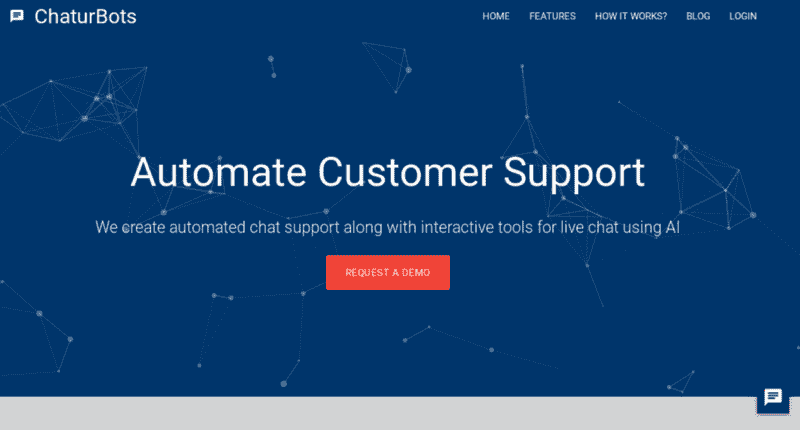 ChaturBots
HOME FEATURES HOW IT WORKS? BLOG LOGIN
Automate Customer Support
We create automated chat support along with interactive tools for live chat using AI
REQUEST A DEMO